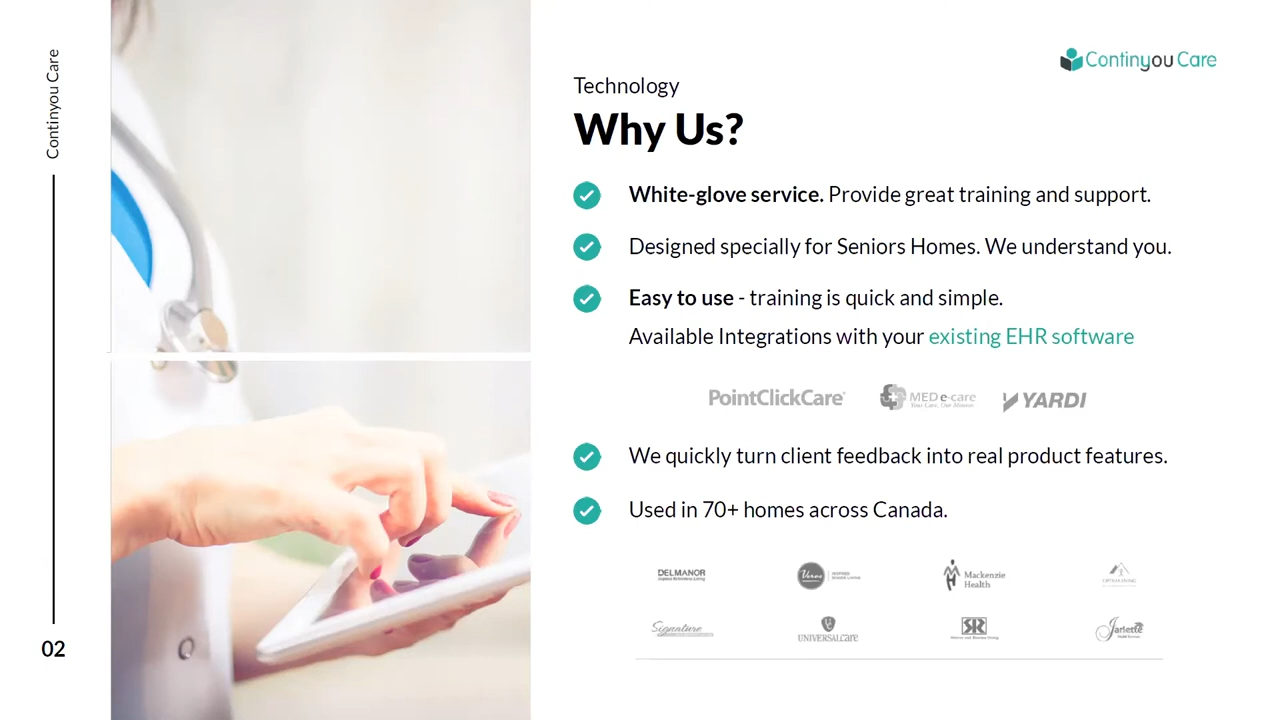 Continyou Care
02
Continyou Care
Technology
Why Us?
White-glove service. Provide great training and support.
Designed specially for Seniors Homes. We understand you.
Easy to use - training is quick and simple.
Available Integrations with your existing EHR software
PointClickCare
MED e-care
YARDI
We quickly turn client feedback into real product features.
Used in 70+ homes across Canada.
DELMANOR
Mackenzie
Health
Signature
UNIVERSALCARE
SR
Jarlette